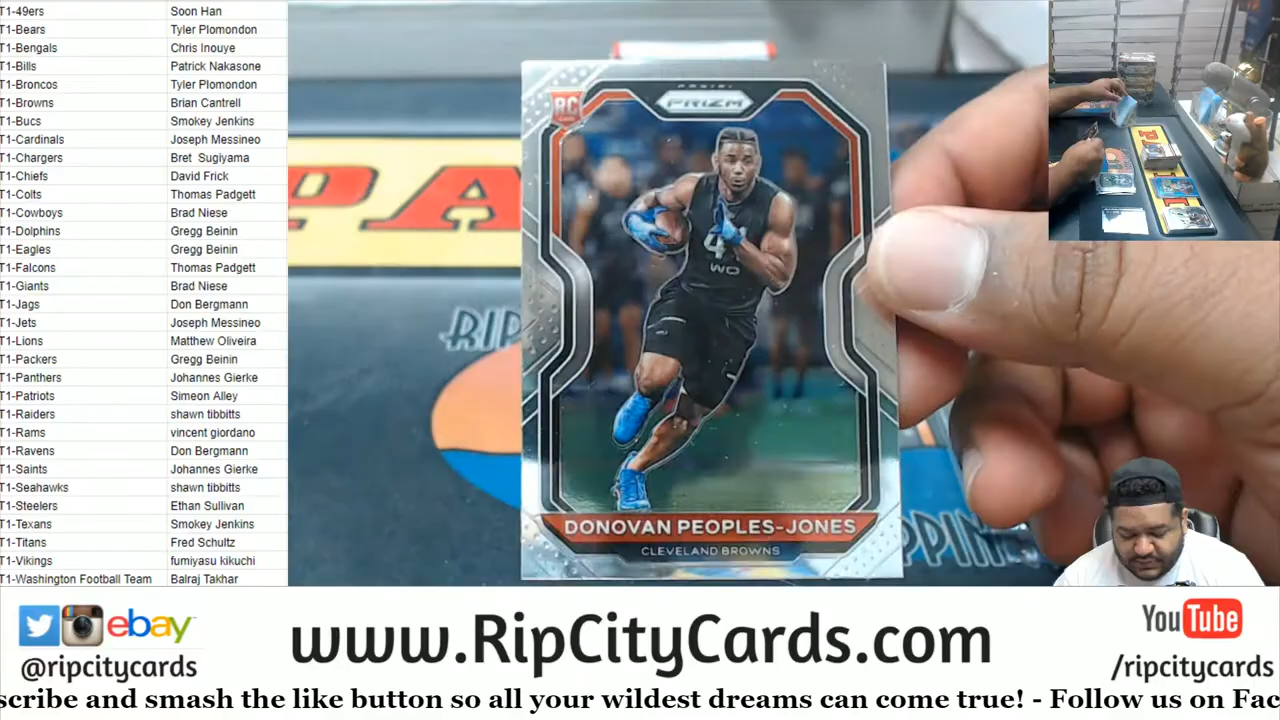 T1-49ers Soon Han
T1-Bears Tyler Plomondon
T1-Bengals Chris Inouye
T1-Bills Patrick Nakasone
T1-Broncos Tyler Plomondon
T1-Browns Brian Cantrell
T1-Bucs Smokey Jenkins
T1-Cardinals Joseph Messineo
T1-Chargers Bret Sugiyama
T1-Chiefs David Frick
T1-Colts Thomas Padgett
T1-Cowboys Brad Niese
T1-Dolphins Gregg Beinin
T1-Eagles Gregg Beinin
T1-Falcons Thomas Padgett
T1-Giants Brad Niese
T1-Jags Don Bergmann
T1-Jets Joseph Messineo
T1-Lions Matthew Oliveira
T1-Packers Gregg Beinin
T1-Panthers Johannes Gierke
T1-Patriots Simeon Alley
T1-Raiders shawn tibbitts
T1-Rams vincent giordano
T1-Ravens Don Bergmann
T1-Saints Johannes Gierke
T1-Seahawks shawn tibbitts
T1-Steelers Ethan Sullivan
T1-Texans Smokey Jenkins
T1-Titans Fred Schultz
T1-Vikings fumiyasu kikuchi
T1-Washington Football Team Balraj Takhar
PA
RIP
PPIN
RC
PANINI
PRIZM
41
WO
DONOVAN PEOPLES-JONES
CLEVELAND BROWNS
ebay
@ripcitycards
www.RipCityCards.com
YouTube
/ripcitycards
scribe and smash the like button so all your wildest dreams can come true! - Follow us on Fac